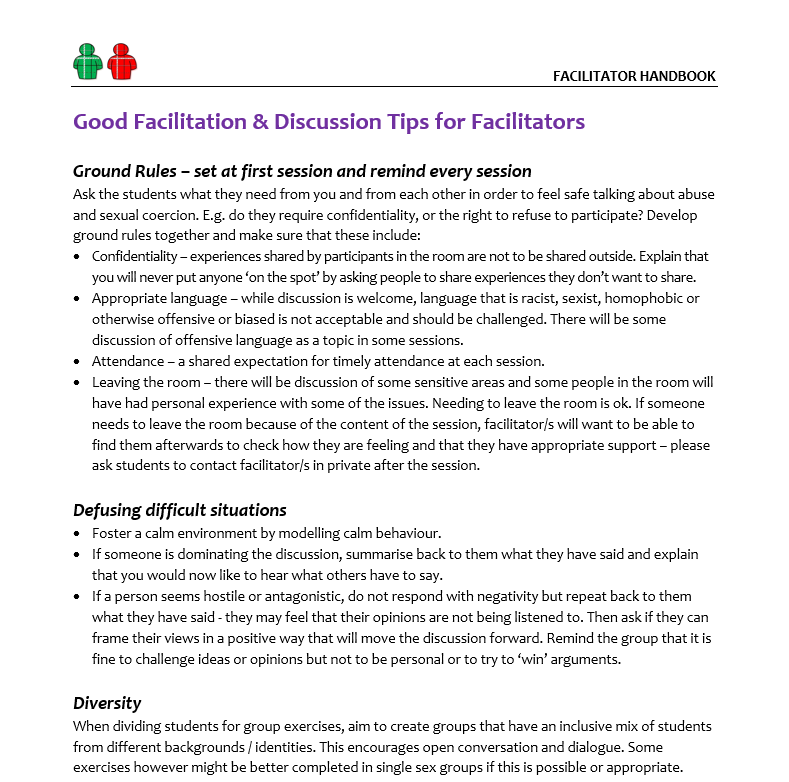 FACILITATOR HANDBOOK
Good Facilitation & Discussion Tips for Facilitators
Ground Rules – set at first session and remind every session
Ask the students what they need from you and from each other in order to feel safe talking about abuse
and sexual coercion. E.g. do they require confidentiality, or the right to refuse to participate? Develop
ground rules together and make sure that these include:
• Confidentiality – experiences shared by participants in the room are not to be shared outside. Explain that
you will never put anyone ‘on the spot’ by asking people to share experiences they don’t want to share.
• Appropriate language – while discussion is welcome, language that is racist, sexist, homophobic or
otherwise offensive or biased is not acceptable and should be challenged. There will be some
discussion of offensive language as a topic in some sessions.
• Attendance – a shared expectation for timely attendance at each session.
• Leaving the room – there will be discussion of some sensitive areas and some people in the room will
have had personal experience with some of the issues. Needing to leave the room is ok. If someone
needs to leave the room because of the content of the session, facilitator/s will want to be able to
find them afterwards to check how they are feeling and that they have appropriate support – please
ask students to contact facilitator/s in private after the session.
Defusing difficult situations
• Foster a calm environment by modelling calm behaviour.
• If someone is dominating the discussion, summarise back to them what they have said and explain
that you would now like to hear what others have to say.
• If a person seems hostile or antagonistic, do not respond with negativity but repeat back to them
what they have said - they may feel that their opinions are not being listened to. Then ask if they can
frame their views in a positive way that will move the discussion forward. Remind the group that it is
fine to challenge ideas or opinions but not to be personal or to try to ‘win’ arguments.
Diversity
When dividing students for group exercises, aim to create groups that have an inclusive mix of students
from different backgrounds / identities. This encourages open conversation and dialogue. Some
exercises however might be better completed in single sex groups if this is possible or appropriate.